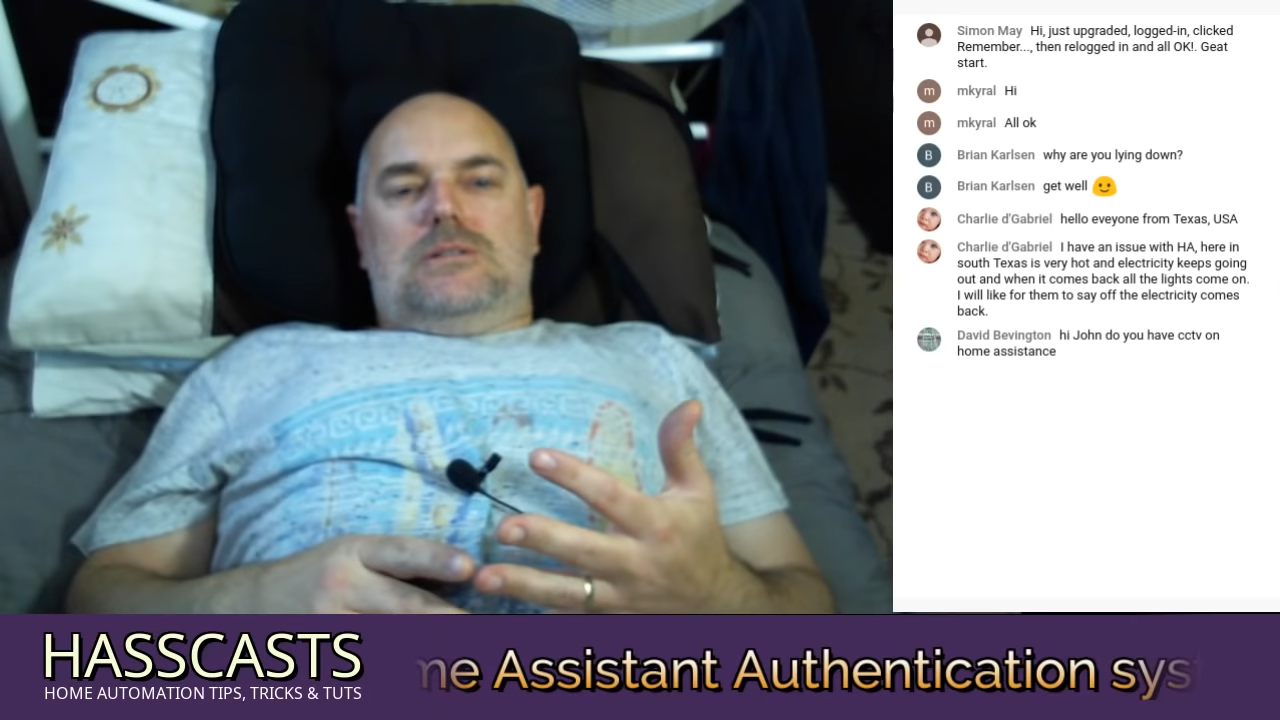 Simon May Hi, just upgraded, logged-in, clicked
Remember..., then relogged in and all OK!. Geat
start.
m mkyral Hi
m mkyral All ok
B Brian Karlsen why are you lying down?
B Brian Karlsen get well
Charlie d'Gabriel hello eveyone from Texas, USA
Charlie d'Gabriel I have an issue with HA, here in
south Texas is very hot and electricity keeps going
out and when it comes back all the lights come on.
I will like for them to say off the electricity comes
back.
David Bevington hi John do you have cctv on
home assistance
HASSCASTS
HOME AUTOMATION TIPS, TRICKS & TUTS
me Assistant Authentication sys